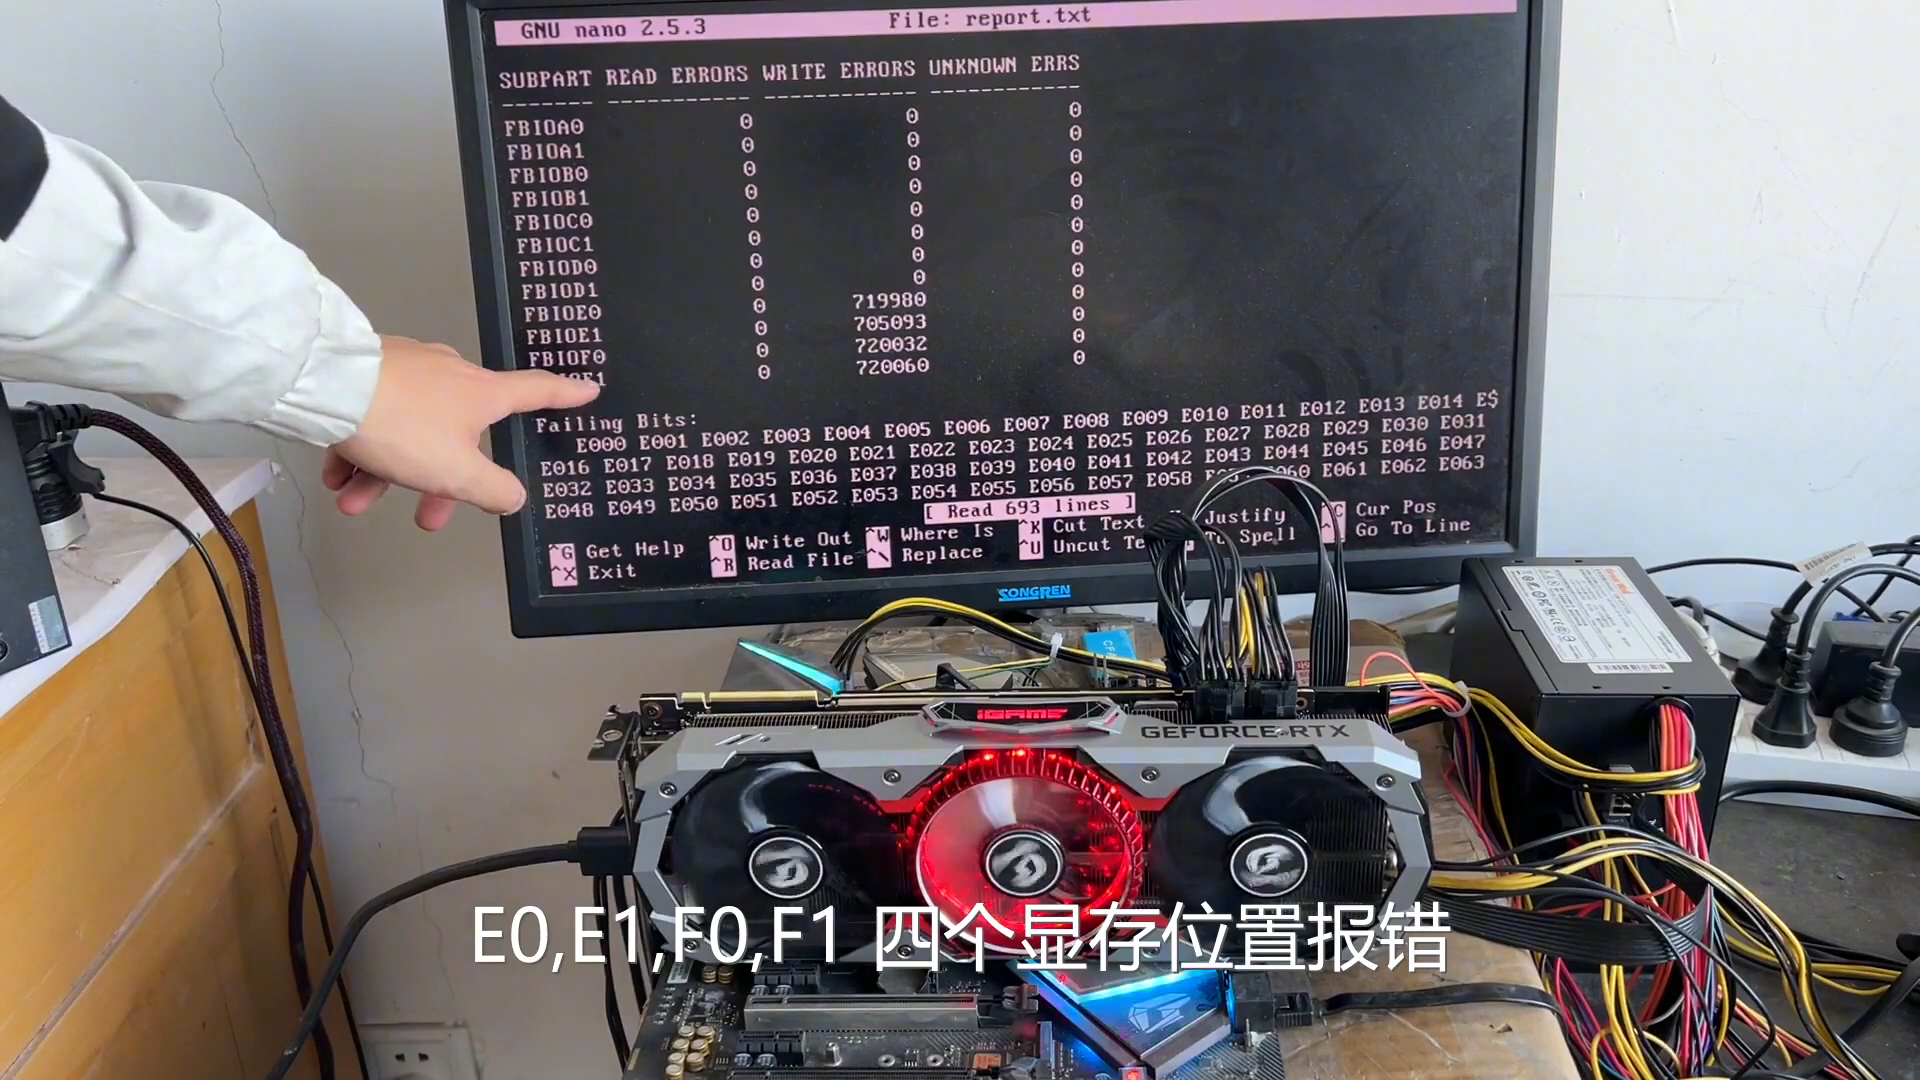 GNU nano 2.5.3 File: report.txt
SUBPART READ ERRORS WRITE ERRORS UNKNOWN ERRS
------- ----------- ------------ ------------
FBIOA0 0 0 0
FBIOA1 0 0 0
FBIOB0 0 0 0
FBIOB1 0 0 0
FBIOC0 0 0 0
FBIOC1 0 0 0
FBIOD0 0 0 0
FBIOD1 0 0 0
FBIOE0 0 719980 0
FBIOE1 0 705093 0
FBIOF0 0 720032 0
0 720060 0
Failing Bits:
E000 E001 E002 E003 E004 E005 E006 E007 E008 E009 E010 E011 E012 E013 E014 E$
E016 E017 E018 E019 E020 E021 E022 E023 E024 E025 E026 E027 E028 E029 E030 E031
E032 E033 E034 E035 E036 E037 E038 E039 E040 E041 E042 E043 E044 E045 E046 E047
E048 E049 E050 E051 E052 E053 E054 E055 E056 E057 E058 E061 E062 E063
[ Read 693 lines ]
^G Get Help ^O Write Out ^W Where Is ^K Cut Text Justify Cur Pos
^X Exit ^R Read File ^\ Replace ^U Uncut To Spell Go To Line
SONGREN
iGAME
GEFORCE RTX
E0,E1,F0,F1 四个显存位置报错